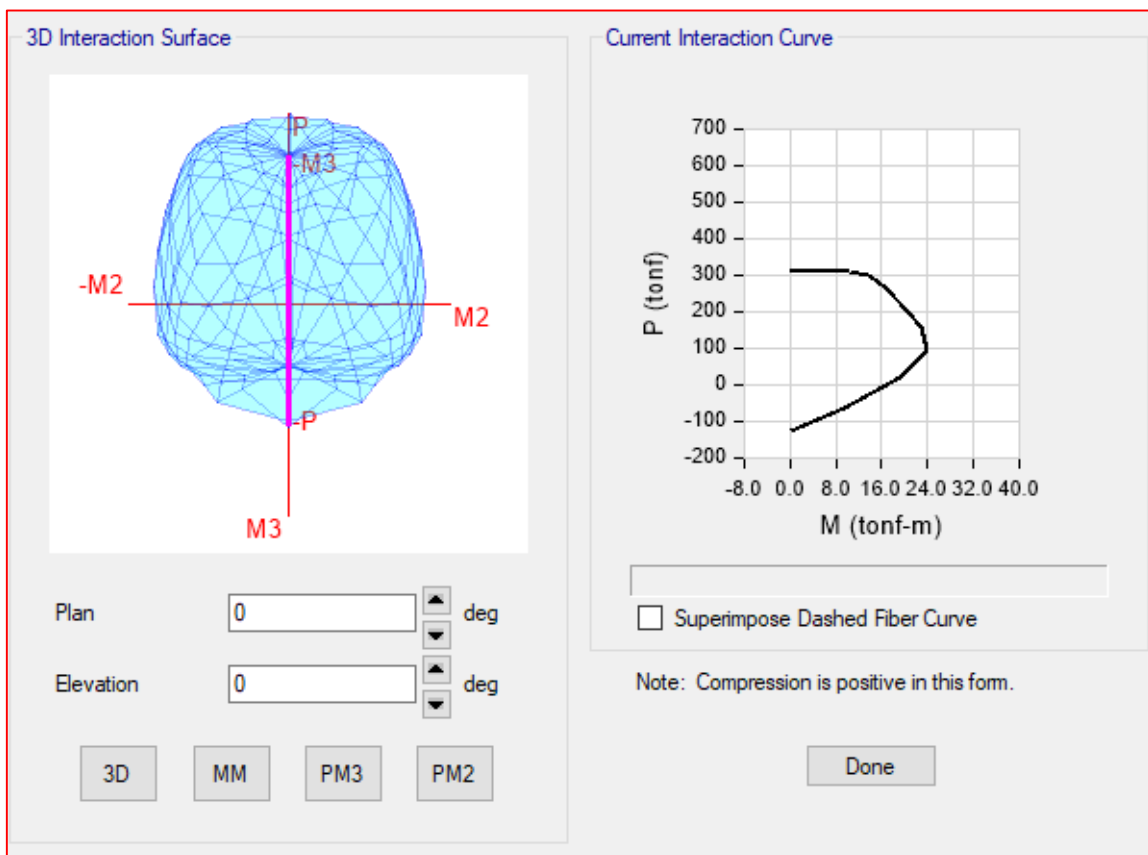 3D Interaction Surface
P
-M3
-M2
M2
-P
M3
Plan
0
deg
Elevation
0
deg
3D
MM
PM3
PM2
Current Interaction Curve
700
600
500
400
300
200
100
0
-100
-200
P (tonf)
-8.0 0.0 8.0 16.0 24.0 32.0 40.0
M (tonf-m)
Superimpose Dashed Fiber Curve
Note: Compression is positive in this form.
Done